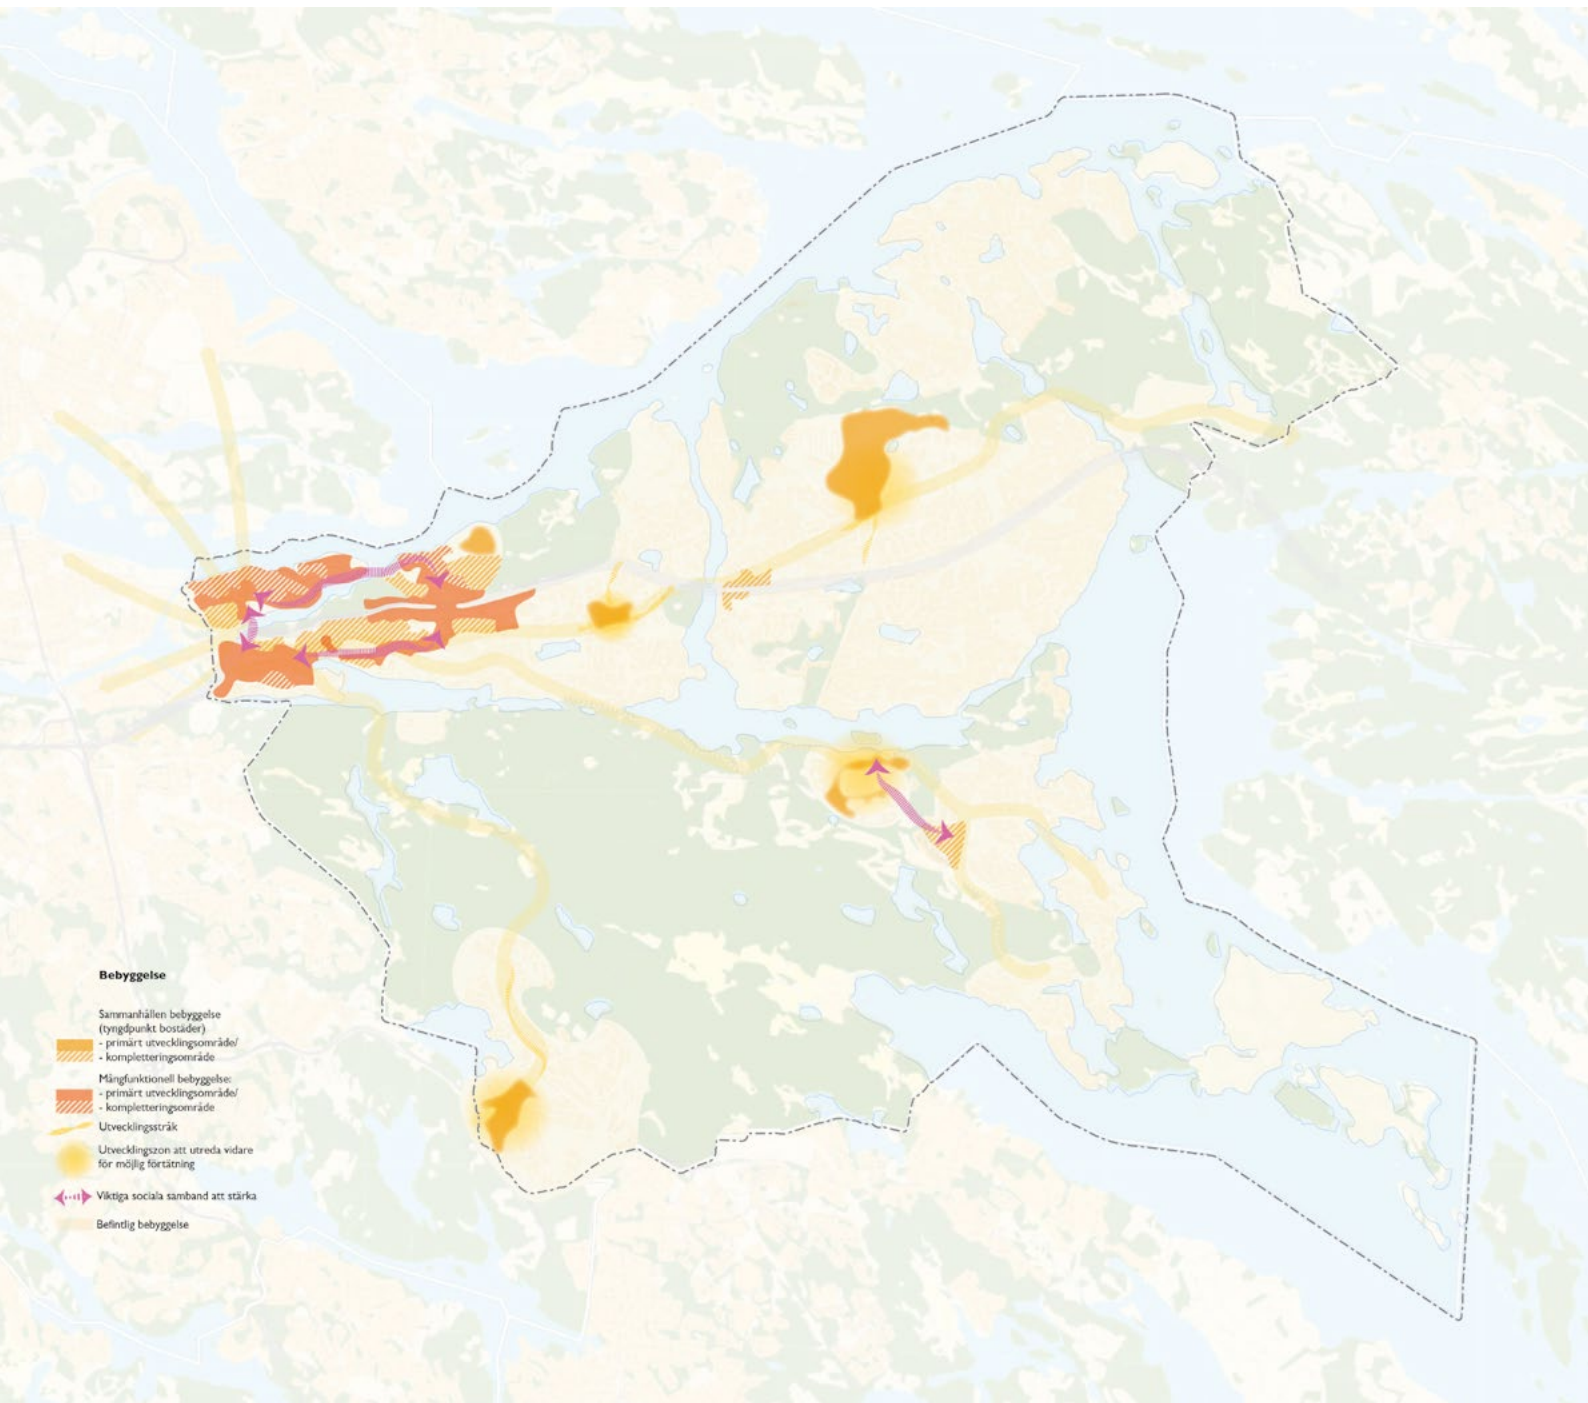 Bebyggelse
Sammanhållen bebyggelse
(tyngdpunkt bostäder)
- primärt utvecklingsområde/
- kompletteringsområde
Mångfunktionell bebyggelse:
- primärt utvecklingsområde/
- kompletteringsområde
Utvecklingsstråk
Utvecklingszon att utreda vidare
för möjlig förtätning
Viktiga sociala samband att stärka
Befintlig bebyggelse